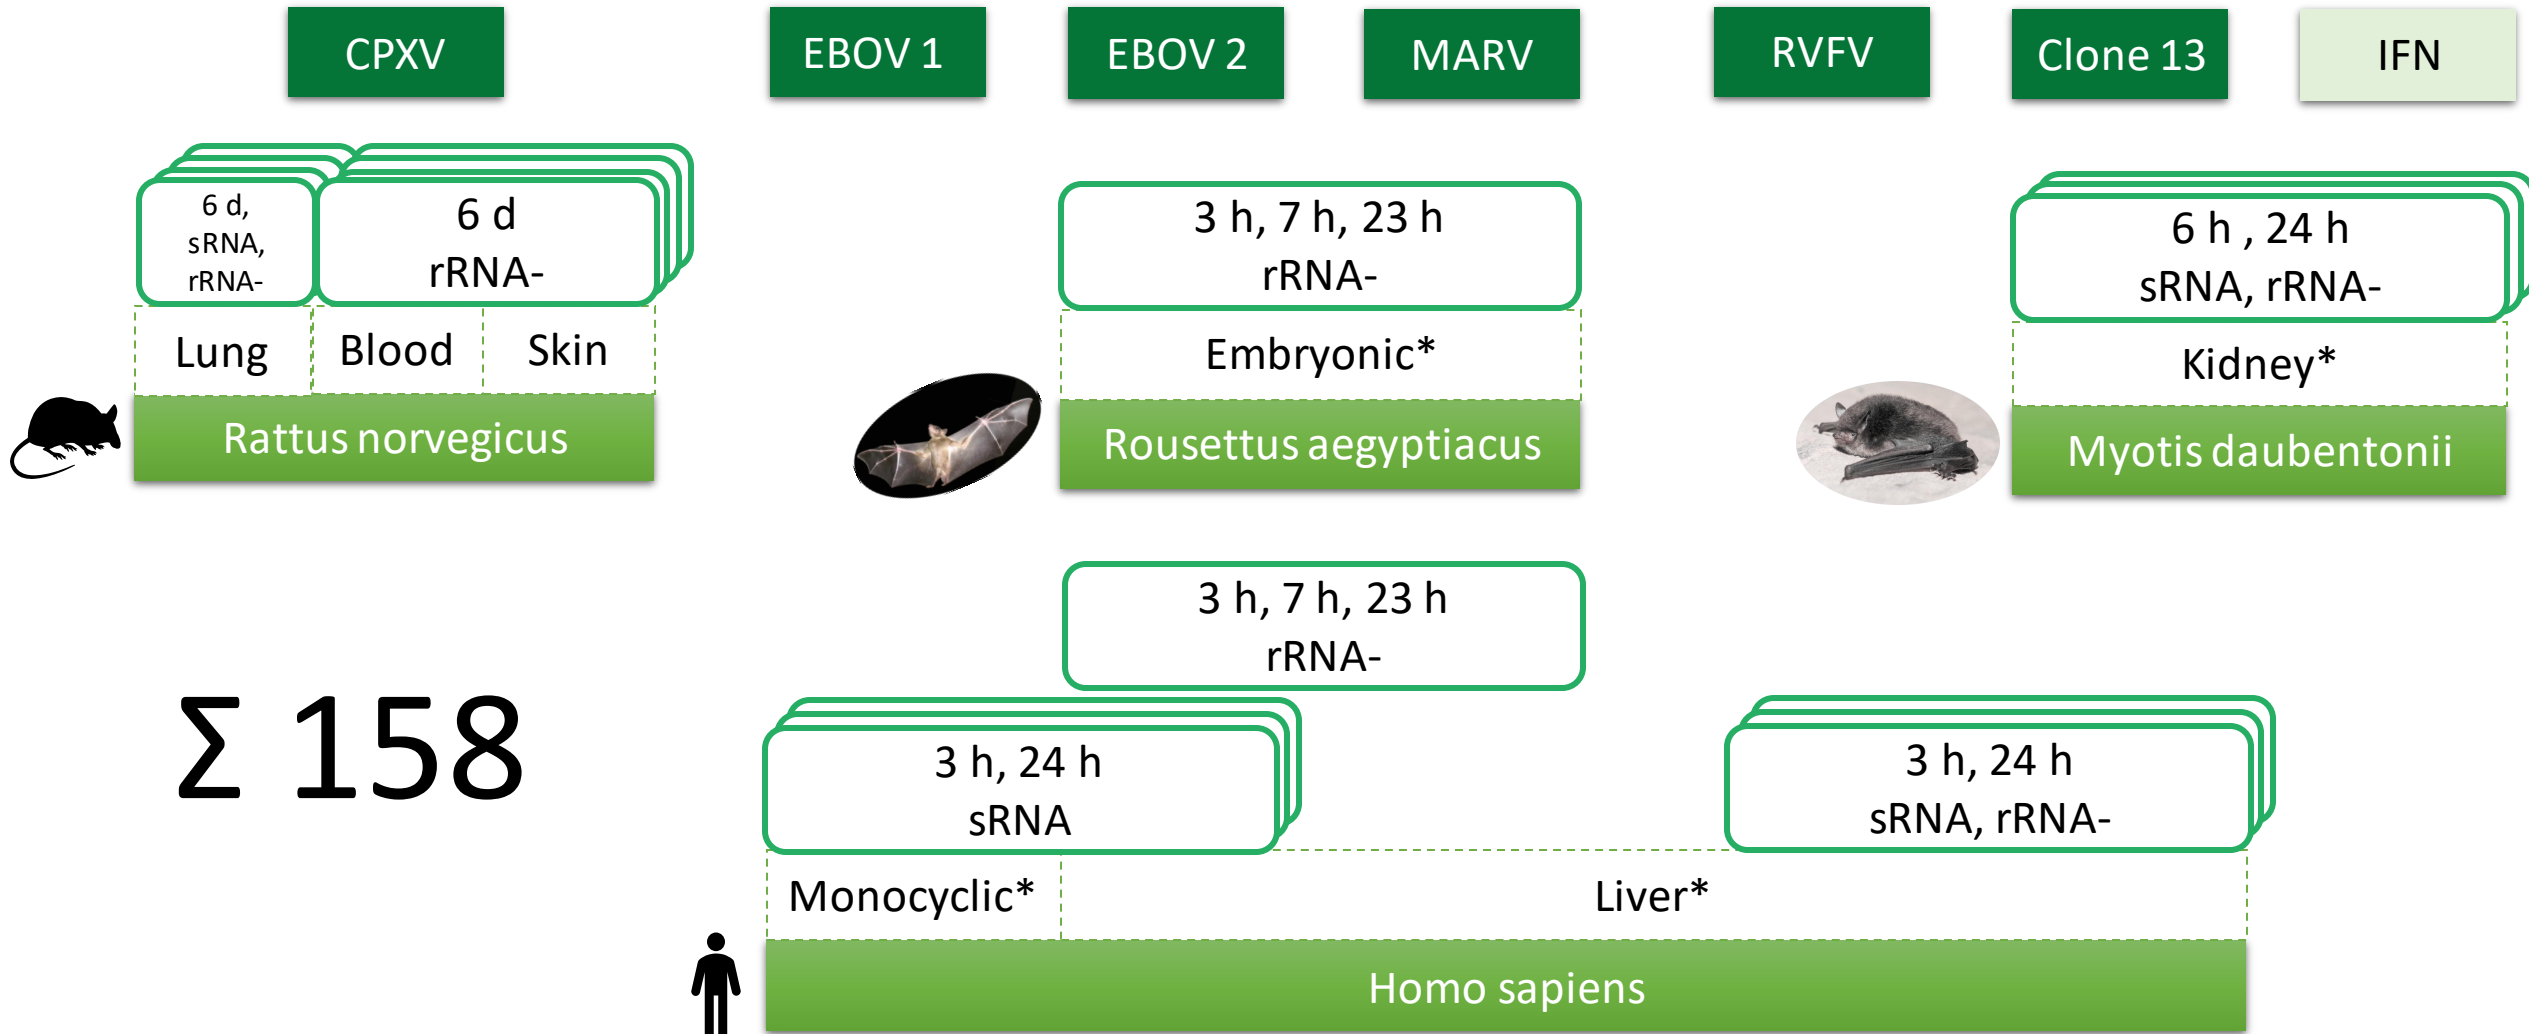 CPXV
EBOV 1
EBOV 2
MARV
RVFV
Clone 13
IFN
6 d,
sRNA,
rRNA-
6 d
rRNA-
Lung
Blood
Skin
Rattus norvegicus
3 h, 7 h, 23 h
rRNA-
Embryonic*
Rousettus aegyptiacus
6 h , 24 h
sRNA, rRNA-
Kidney*
Myotis daubentonii
3 h, 7 h, 23 h
rRNA-
Σ 158
3 h, 24 h
sRNA
3 h, 24 h
sRNA, rRNA-
Monocyclic*
Liver*
Homo sapiens